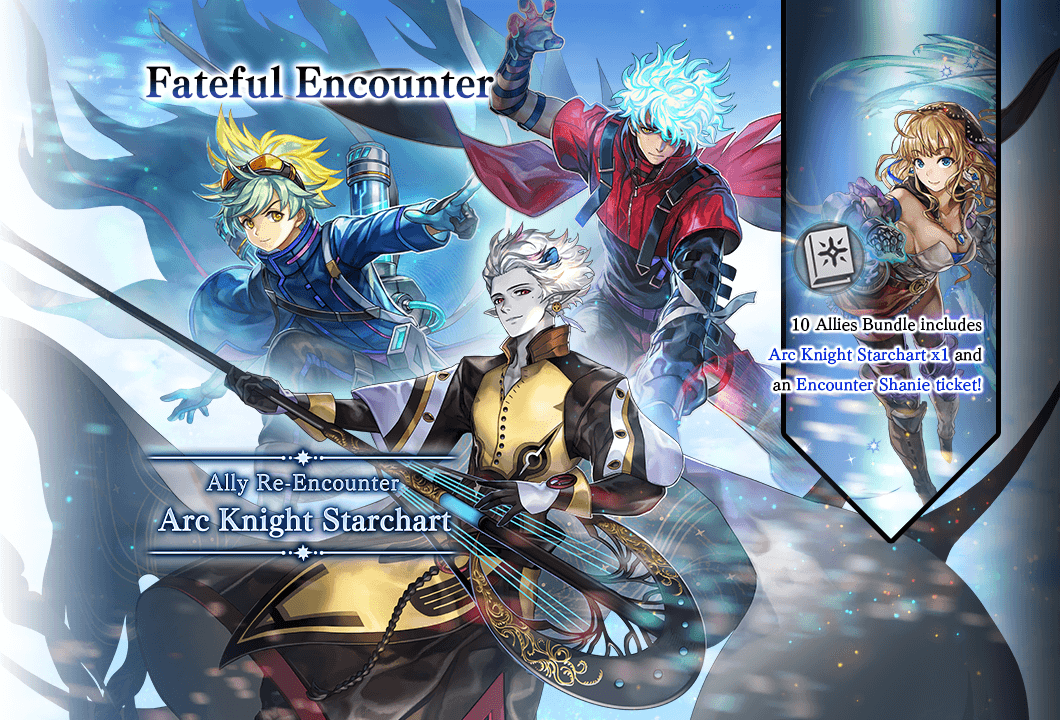 Fateful Encounter
10 Allies Bundle includes
Arc Knight Starchart x1 and
an Encounter Shanie ticket!
Ally Re-Encounter
Arc Knight Starchart